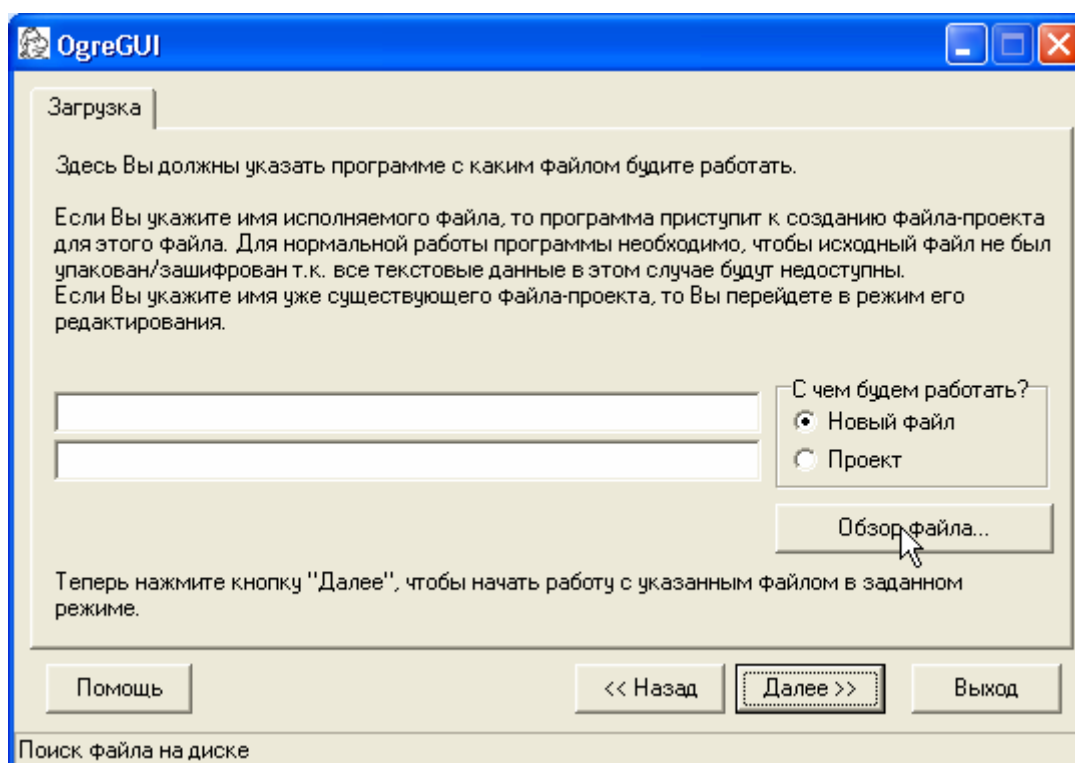 OgreGUI
Загрузка
Здесь Вы должны указать программе с каким файлом будите работать.
Если Вы укажите имя исполняемого файла, то программа приступит к созданию файла-проекта
для этого файла. Для нормальной работы программы необходимо, чтобы исходный файл не был
упакован/зашифрован т.к. все текстовые данные в этом случае будут недоступны.
Если Вы укажите имя уже существующего файла-проекта, то Вы перейдете в режим его
редактирования.
С чем будем работать?
Новый файл
Проект
Обзор файла...
Теперь нажмите кнопку "Далее", чтобы начать работу с указанным файлом в заданном
режиме.
Помощь
<< Назад
Далее >>
Выход
Поиск файла на диске